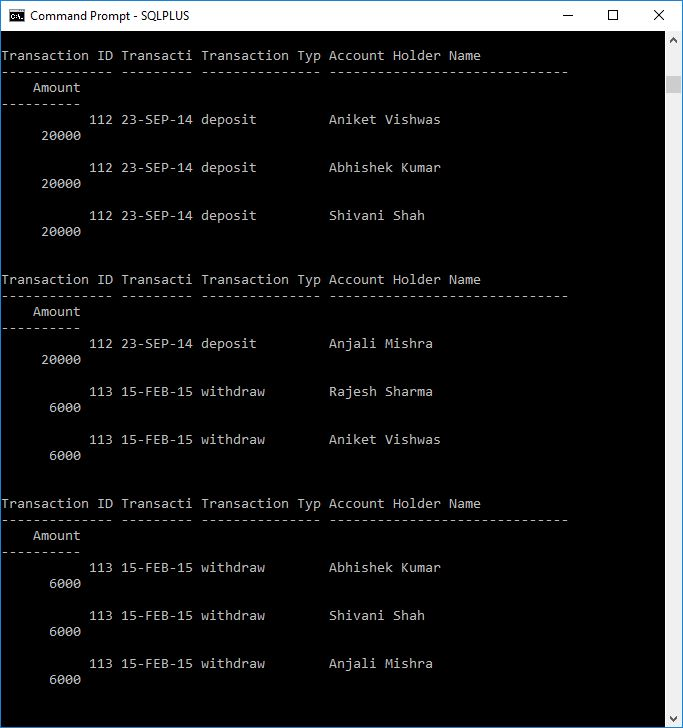 Command Prompt - SQLPLUS
Transaction ID Transacti Transaction Typ Account Holder Name
-------------- --------- --------------- ------------------------------
    Amount
----------
           112 23-SEP-14 deposit         Aniket Vishwas
     20000
           112 23-SEP-14 deposit         Abhishek Kumar
     20000
           112 23-SEP-14 deposit         Shivani Shah
     20000
Transaction ID Transacti Transaction Typ Account Holder Name
-------------- --------- --------------- ------------------------------
    Amount
----------
           112 23-SEP-14 deposit         Anjali Mishra
     20000
           113 15-FEB-15 withdraw        Rajesh Sharma
      6000
           113 15-FEB-15 withdraw        Aniket Vishwas
      6000
Transaction ID Transacti Transaction Typ Account Holder Name
-------------- --------- --------------- ------------------------------
    Amount
----------
           113 15-FEB-15 withdraw        Abhishek Kumar
      6000
           113 15-FEB-15 withdraw        Shivani Shah
      6000
           113 15-FEB-15 withdraw        Anjali Mishra
      6000